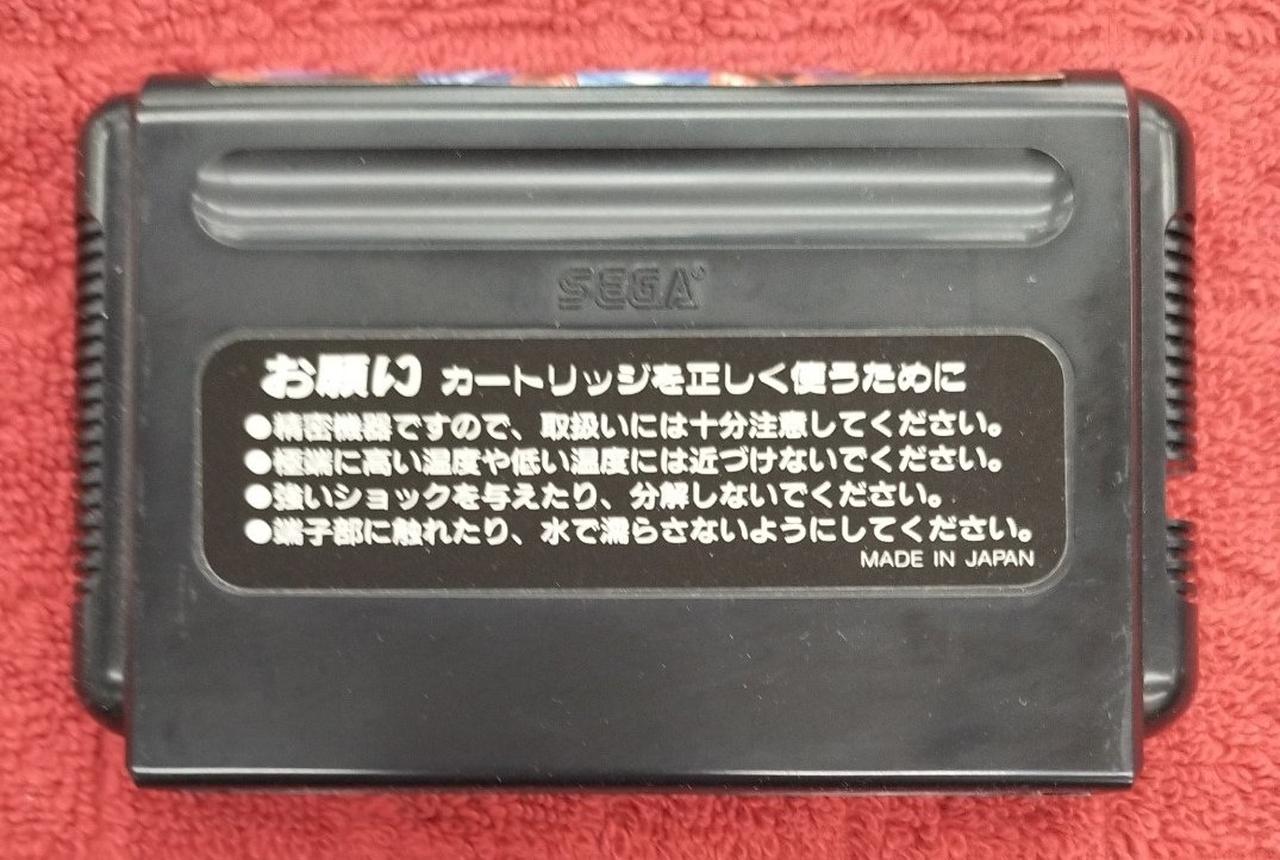 SEGA
お願い カートリッジを正しく使うために
●精密機器ですので、取扱いには十分注意してください。
●極端に高い温度や低い温度には近づけないでください。
●強いショックを与えたり、分解しないでください。
●端子部に触れたり、水で濡らさないようにしてください。
MADE IN JAPAN